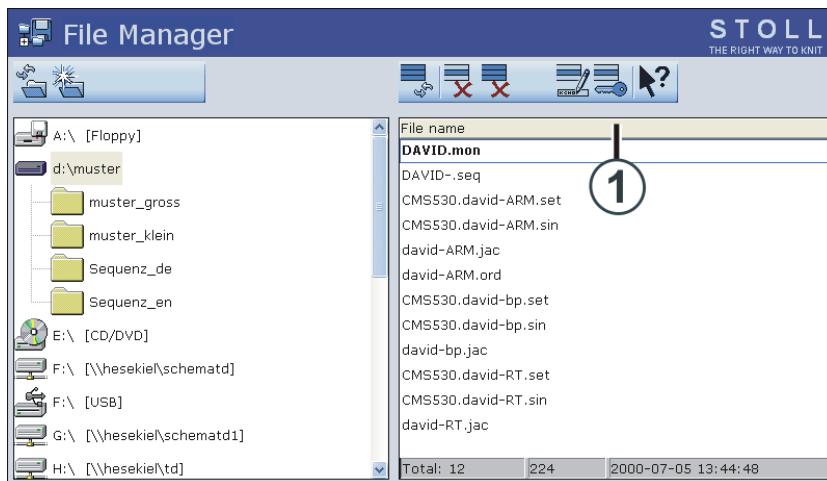 File Manager
STOLL
THE RIGHT WAY TO KNIT
A:\ [Floppy]
d:\muster
muster_gross
muster_klein
Sequenz_de
Sequenz_en
E:\ [CD/DVD]
F:\ [\\hesekiel\schematd]
F:\ [USB]
G:\ [\\hesekiel\schematd1]
H:\ [\\hesekiel\td]
File name
1
DAVID.mon
DAVID-.seq
CMS530.david-ARM.set
CMS530.david-ARM.sin
david-ARM.jac
david-ARM.ord
CMS530.david-bp.set
CMS530.david-bp.sin
david-bp.jac
CMS530.david-RT.set
CMS530.david-RT.sin
david-RT.jac
Total: 12 224 2000-07-05 13:44:48